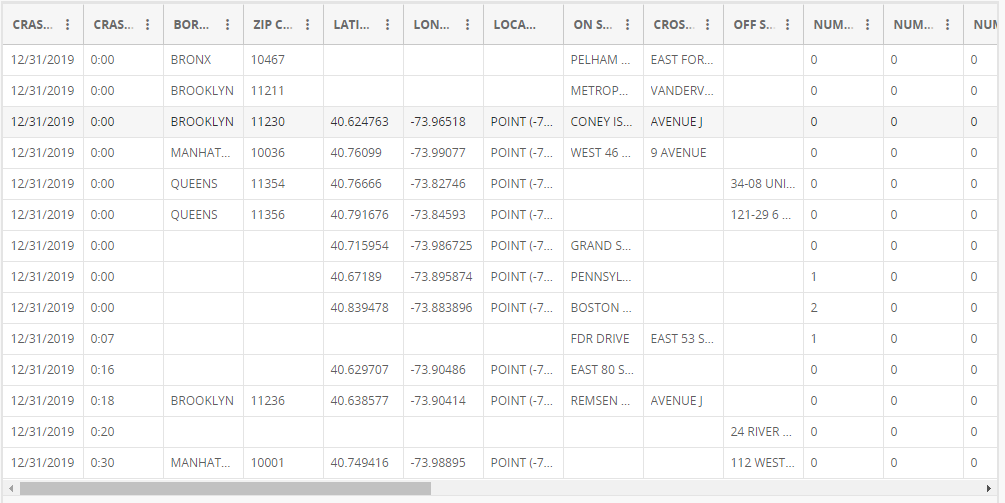 CRAS... CRAS... BOR... ZIP C... LATI... LON... LOCA... ON S... CROS... OFF S... NUM... NUM... NUM
12/31/2019 0:00 BRONX 10467 PELHAM ... EAST FOR... 0 0 0
12/31/2019 0:00 BROOKLYN 11211 METROP... VANDERV... 0 0 0
12/31/2019 0:00 BROOKLYN 11230 40.624763 -73.96518 POINT (-7... CONEY IS... AVENUE J 0 0 0
12/31/2019 0:00 MANHAT... 10036 40.76099 -73.99077 POINT (-7... WEST 46 ... 9 AVENUE 0 0 0
12/31/2019 0:00 QUEENS 11354 40.76666 -73.82746 POINT (-7... 34-08 UNI... 0 0 0
12/31/2019 0:00 QUEENS 11356 40.791676 -73.84593 POINT (-7... 121-29 6 ... 0 0 0
12/31/2019 0:00 40.715954 -73.986725 POINT (-7... GRAND S... 0 0 0
12/31/2019 0:00 40.67189 -73.895874 POINT (-7... PENNSYL... 1 0 0
12/31/2019 0:00 40.839478 -73.883896 POINT (-7... BOSTON ... 2 0 0
12/31/2019 0:07 FDR DRIVE EAST 53 S... 1 0 0
12/31/2019 0:16 40.629707 -73.90486 POINT (-7... EAST 80 S... 0 0 0
12/31/2019 0:18 BROOKLYN 11236 40.638577 -73.90414 POINT (-7... REMSEN ... AVENUE J 0 0 0
12/31/2019 0:20 24 RIVER ... 0 0 0
12/31/2019 0:30 MANHAT... 10001 40.749416 -73.98895 POINT (-7... 112 WEST... 0 0 0